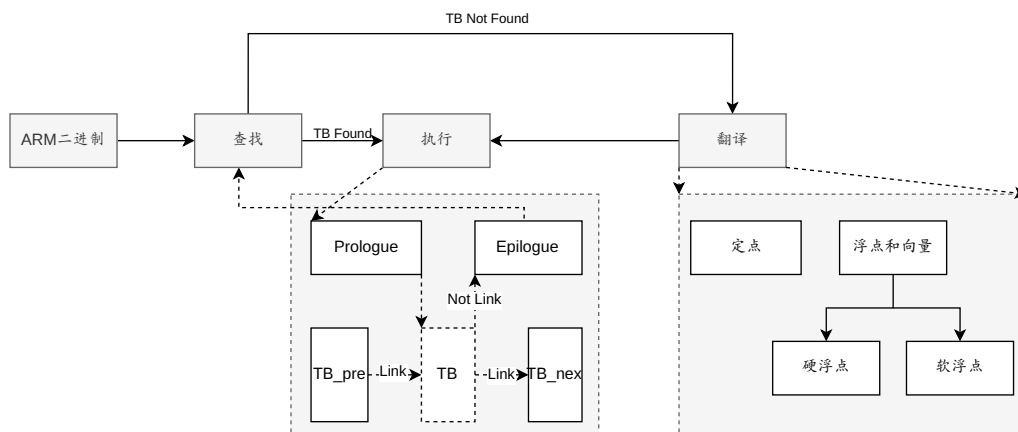 TB Not Found
ARM二进制
查找
TB Found
执行
翻译
Prologue
Epilogue
定点
浮点和向量
Not Link
TB_pre
Link
TB
Link
TB_nex
硬浮点
软浮点